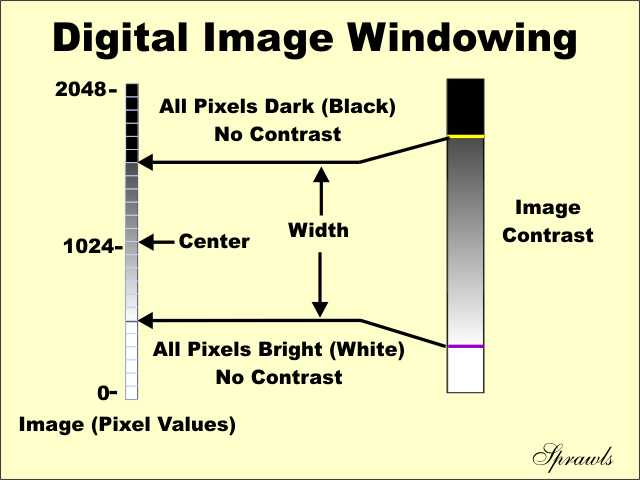 Digital Image Windowing
2048-
All Pixels Dark (Black)
No Contrast
Image
Contrast
Width
1024-
Center
All Pixels Bright (White)
No Contrast
0-
Image (Pixel Values)
Sprawls